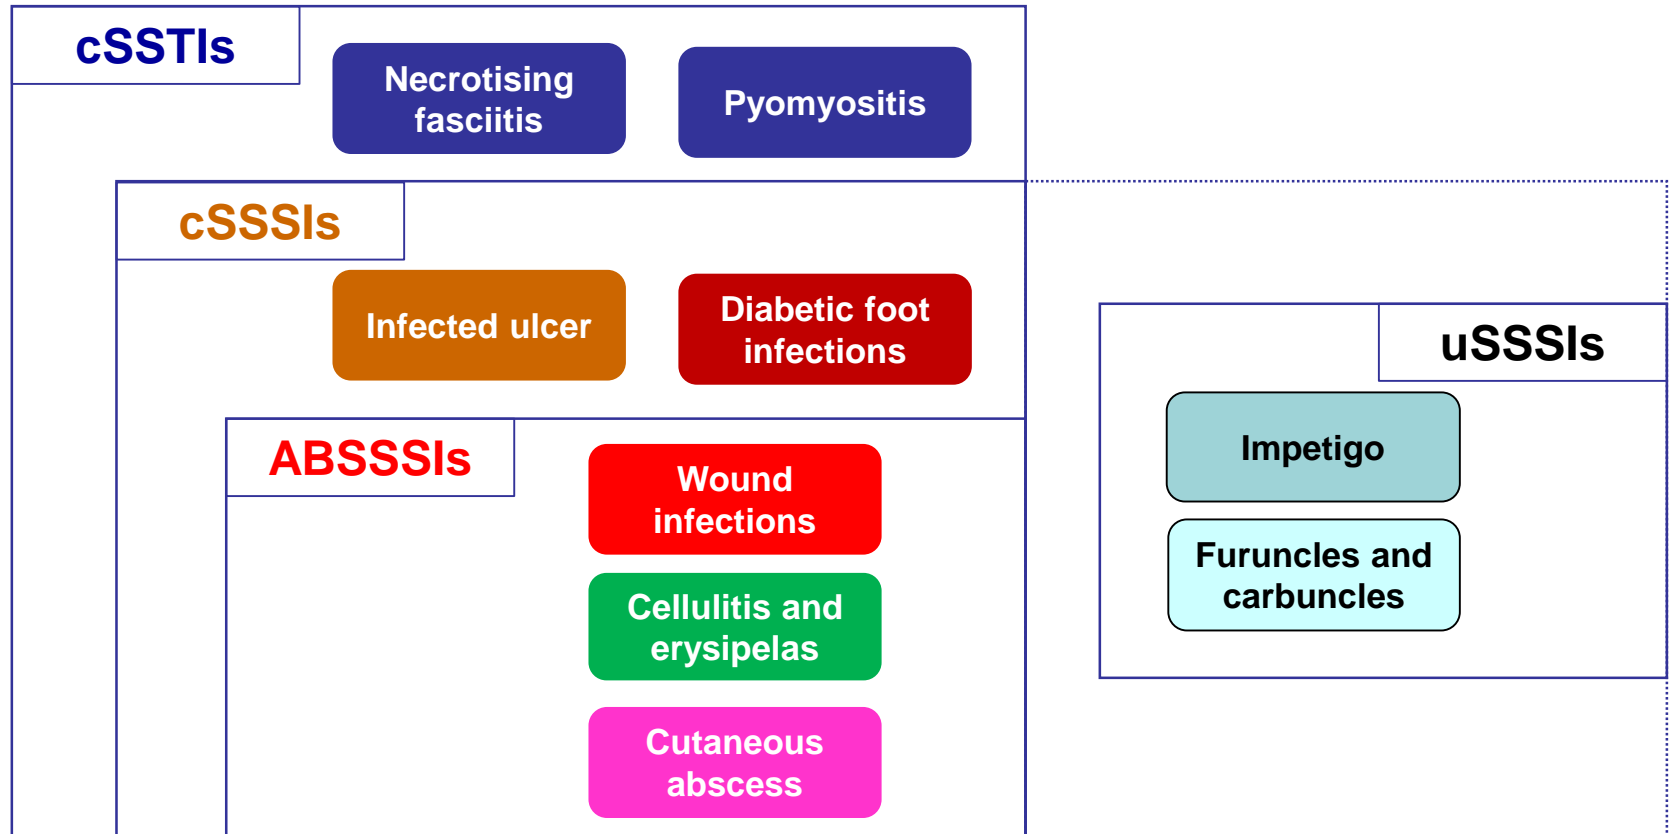 cSSTIs
Necrotising
fasciitis
Pyomyositis
cSSSIs
Infected ulcer
Diabetic foot
infections
uSSSIs
ABSSSIs
Wound
infections
Impetigo
Cellulitis and
erysipelas
Furuncles and
carbuncles
Cutaneous
abscess